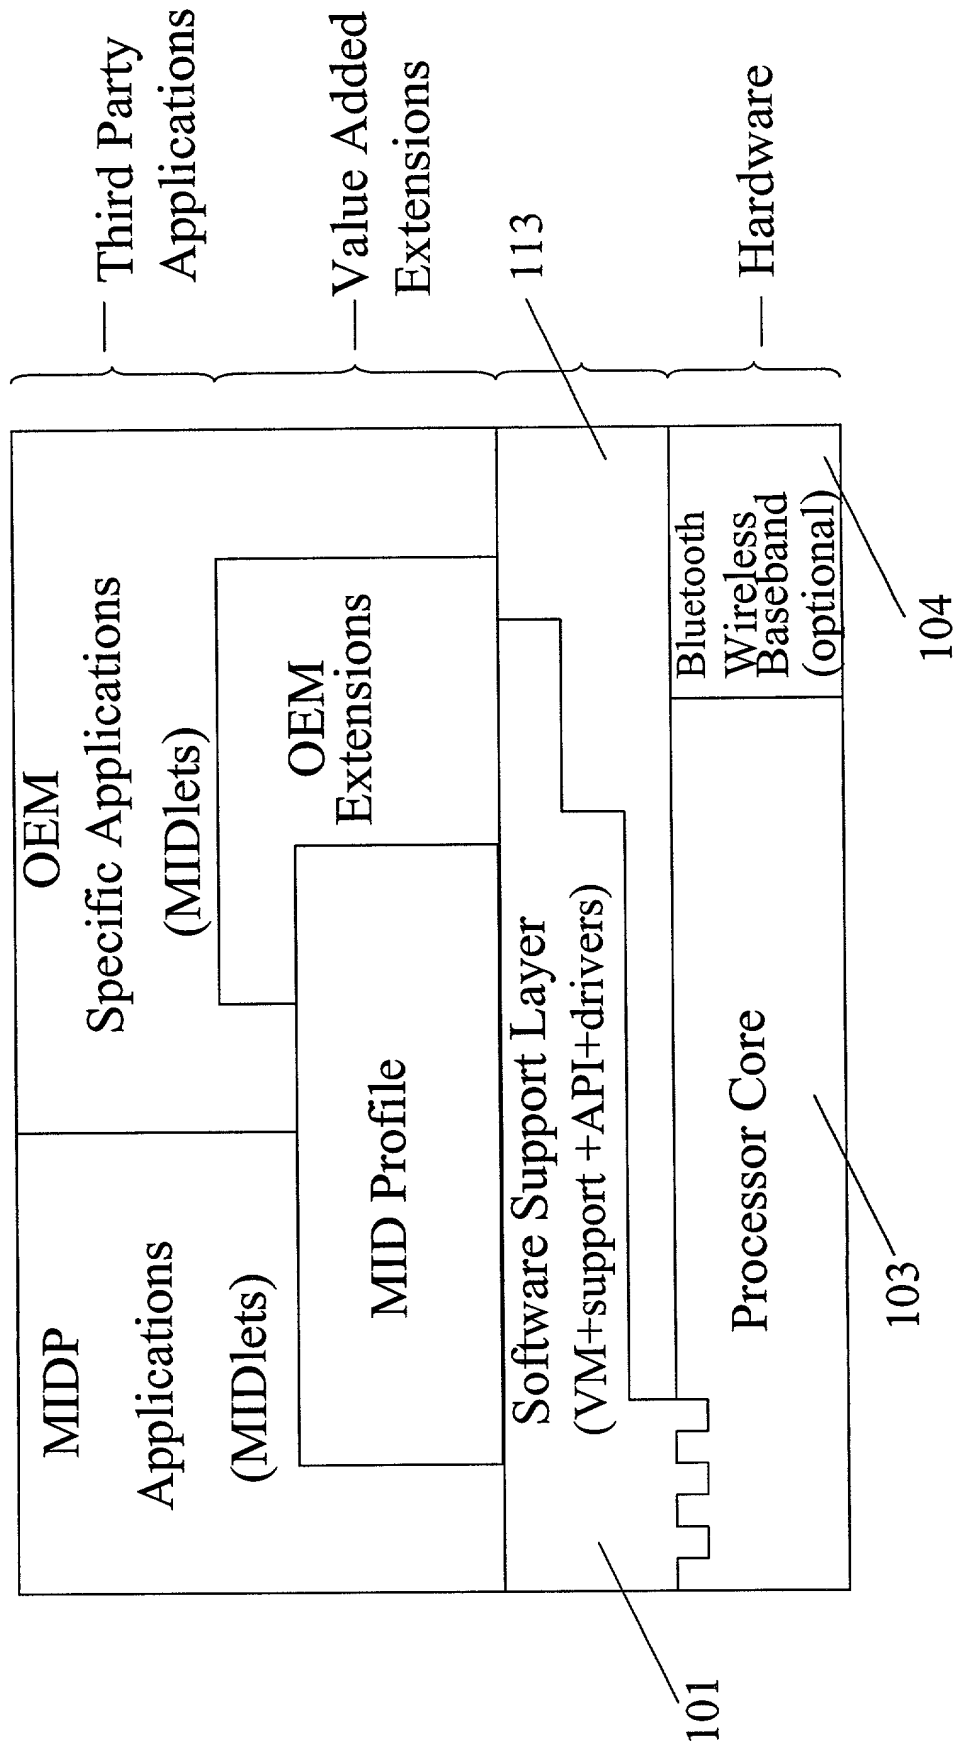 MIDP
Applications
(MIDlets)
OEM
Specific Applications
(MIDlets)
Third Party
Applications
MID Profile
OEM
Extensions
Value Added
Extensions
Software Support Layer
(VM+support +API+drivers)
101
113
Processor Core
103
Bluetooth
Wireless
Baseband
(optional)
104
Hardware